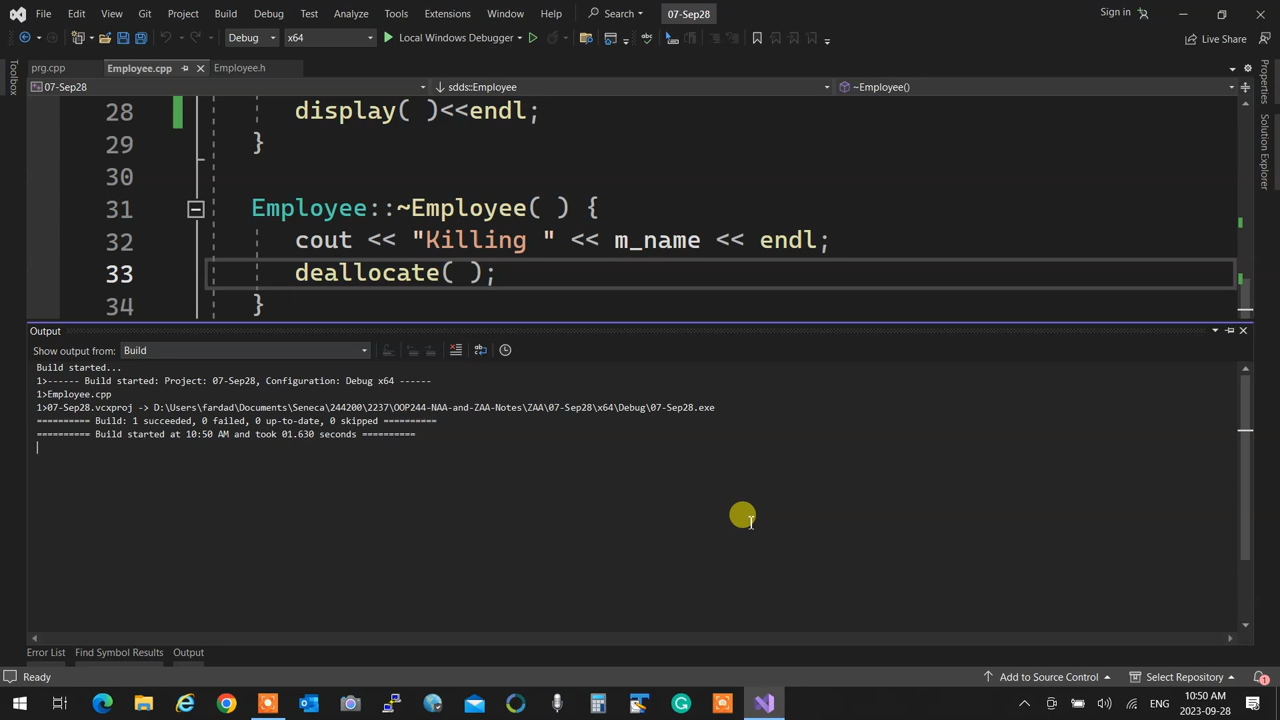 File Edit View Git Project Build Debug Test Analyze Tools Extensions Window Help Search 07-Sep28 Sign in
Debug x64 Local Windows Debugger Live Share
prg.cpp Employee.cpp Employee.h
07-Sep28 sdds::Employee ~Employee()
Toolbox
28 display( )<<endl;
29 }
30
31 Employee::~Employee( ) {
32 cout << "Killing " << m_name << endl;
33 deallocate( );
34 }
Properties
Solution Explorer
Output
Show output from: Build
Build started...
1>------ Build started: Project: 07-Sep28, Configuration: Debug x64 ------
1>Employee.cpp
1>07-Sep28.vcxproj -> D:\Users\fardad\Documents\Seneca\244200\2237\OOP244-NAA-and-ZAA-Notes\ZAA\07-Sep28\x64\Debug\07-Sep28.exe
========== Build: 1 succeeded, 0 failed, 0 up-to-date, 0 skipped ==========
========== Build started at 10:50 AM and took 01.630 seconds ==========
Error List Find Symbol Results Output
Ready Add to Source Control Select Repository 1
ENG 10:50 AM
2023-09-28